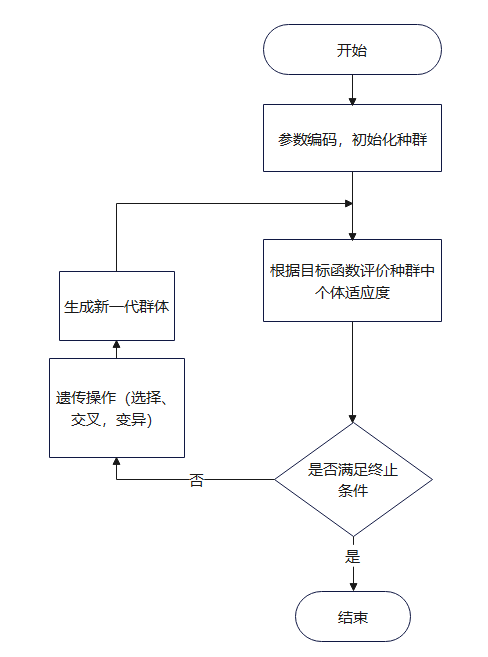 开始
参数编码，初始化种群
根据目标函数评价种群中
个体适应度
生成新一代群体
遗传操作（选择、
交叉，变异）
是否满足终止
条件
否
是
结束